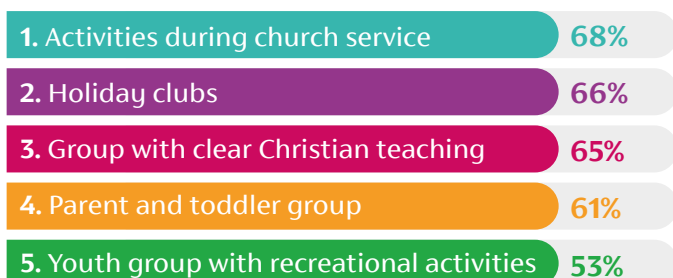 1. Activities during church service 68%
2. Holiday clubs 66%
3. Group with clear Christian teaching 65%
4. Parent and toddler group 61%
5. Youth group with recreational activities 53%